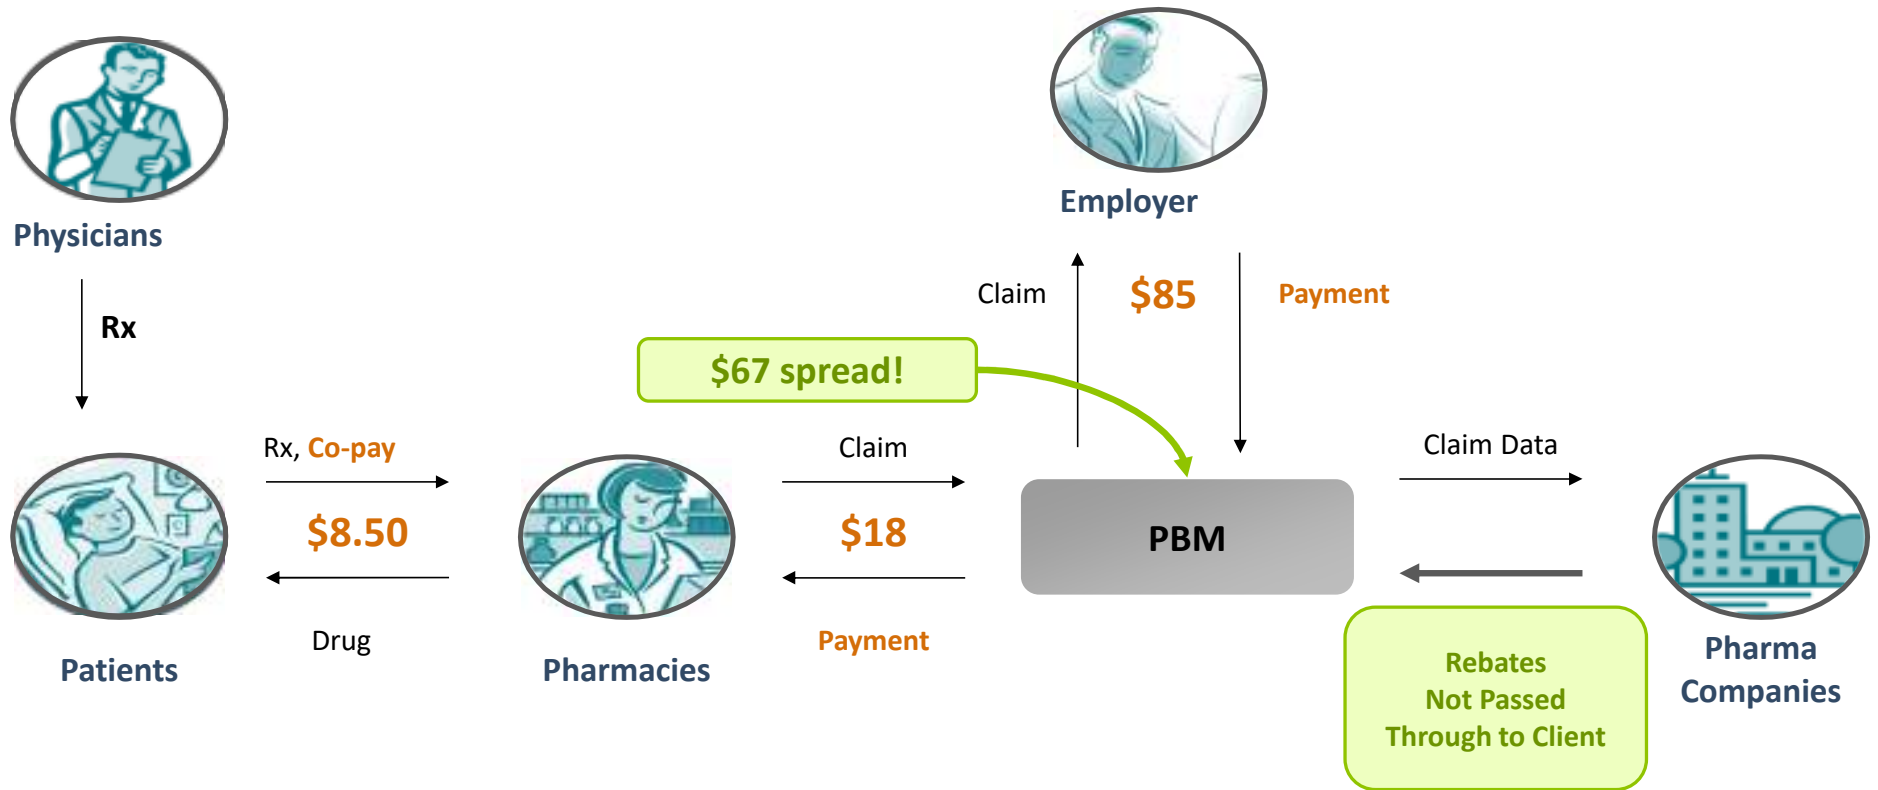 Physicians
Rx
Employer
Claim
$85
Payment
$67 spread!
Rx, Co-pay
$8.50
Drug
Patients
Claim
$18
Payment
Pharmacies
PBM
Claim Data
Rebates
Not Passed
Through to Client
Pharma
Companies